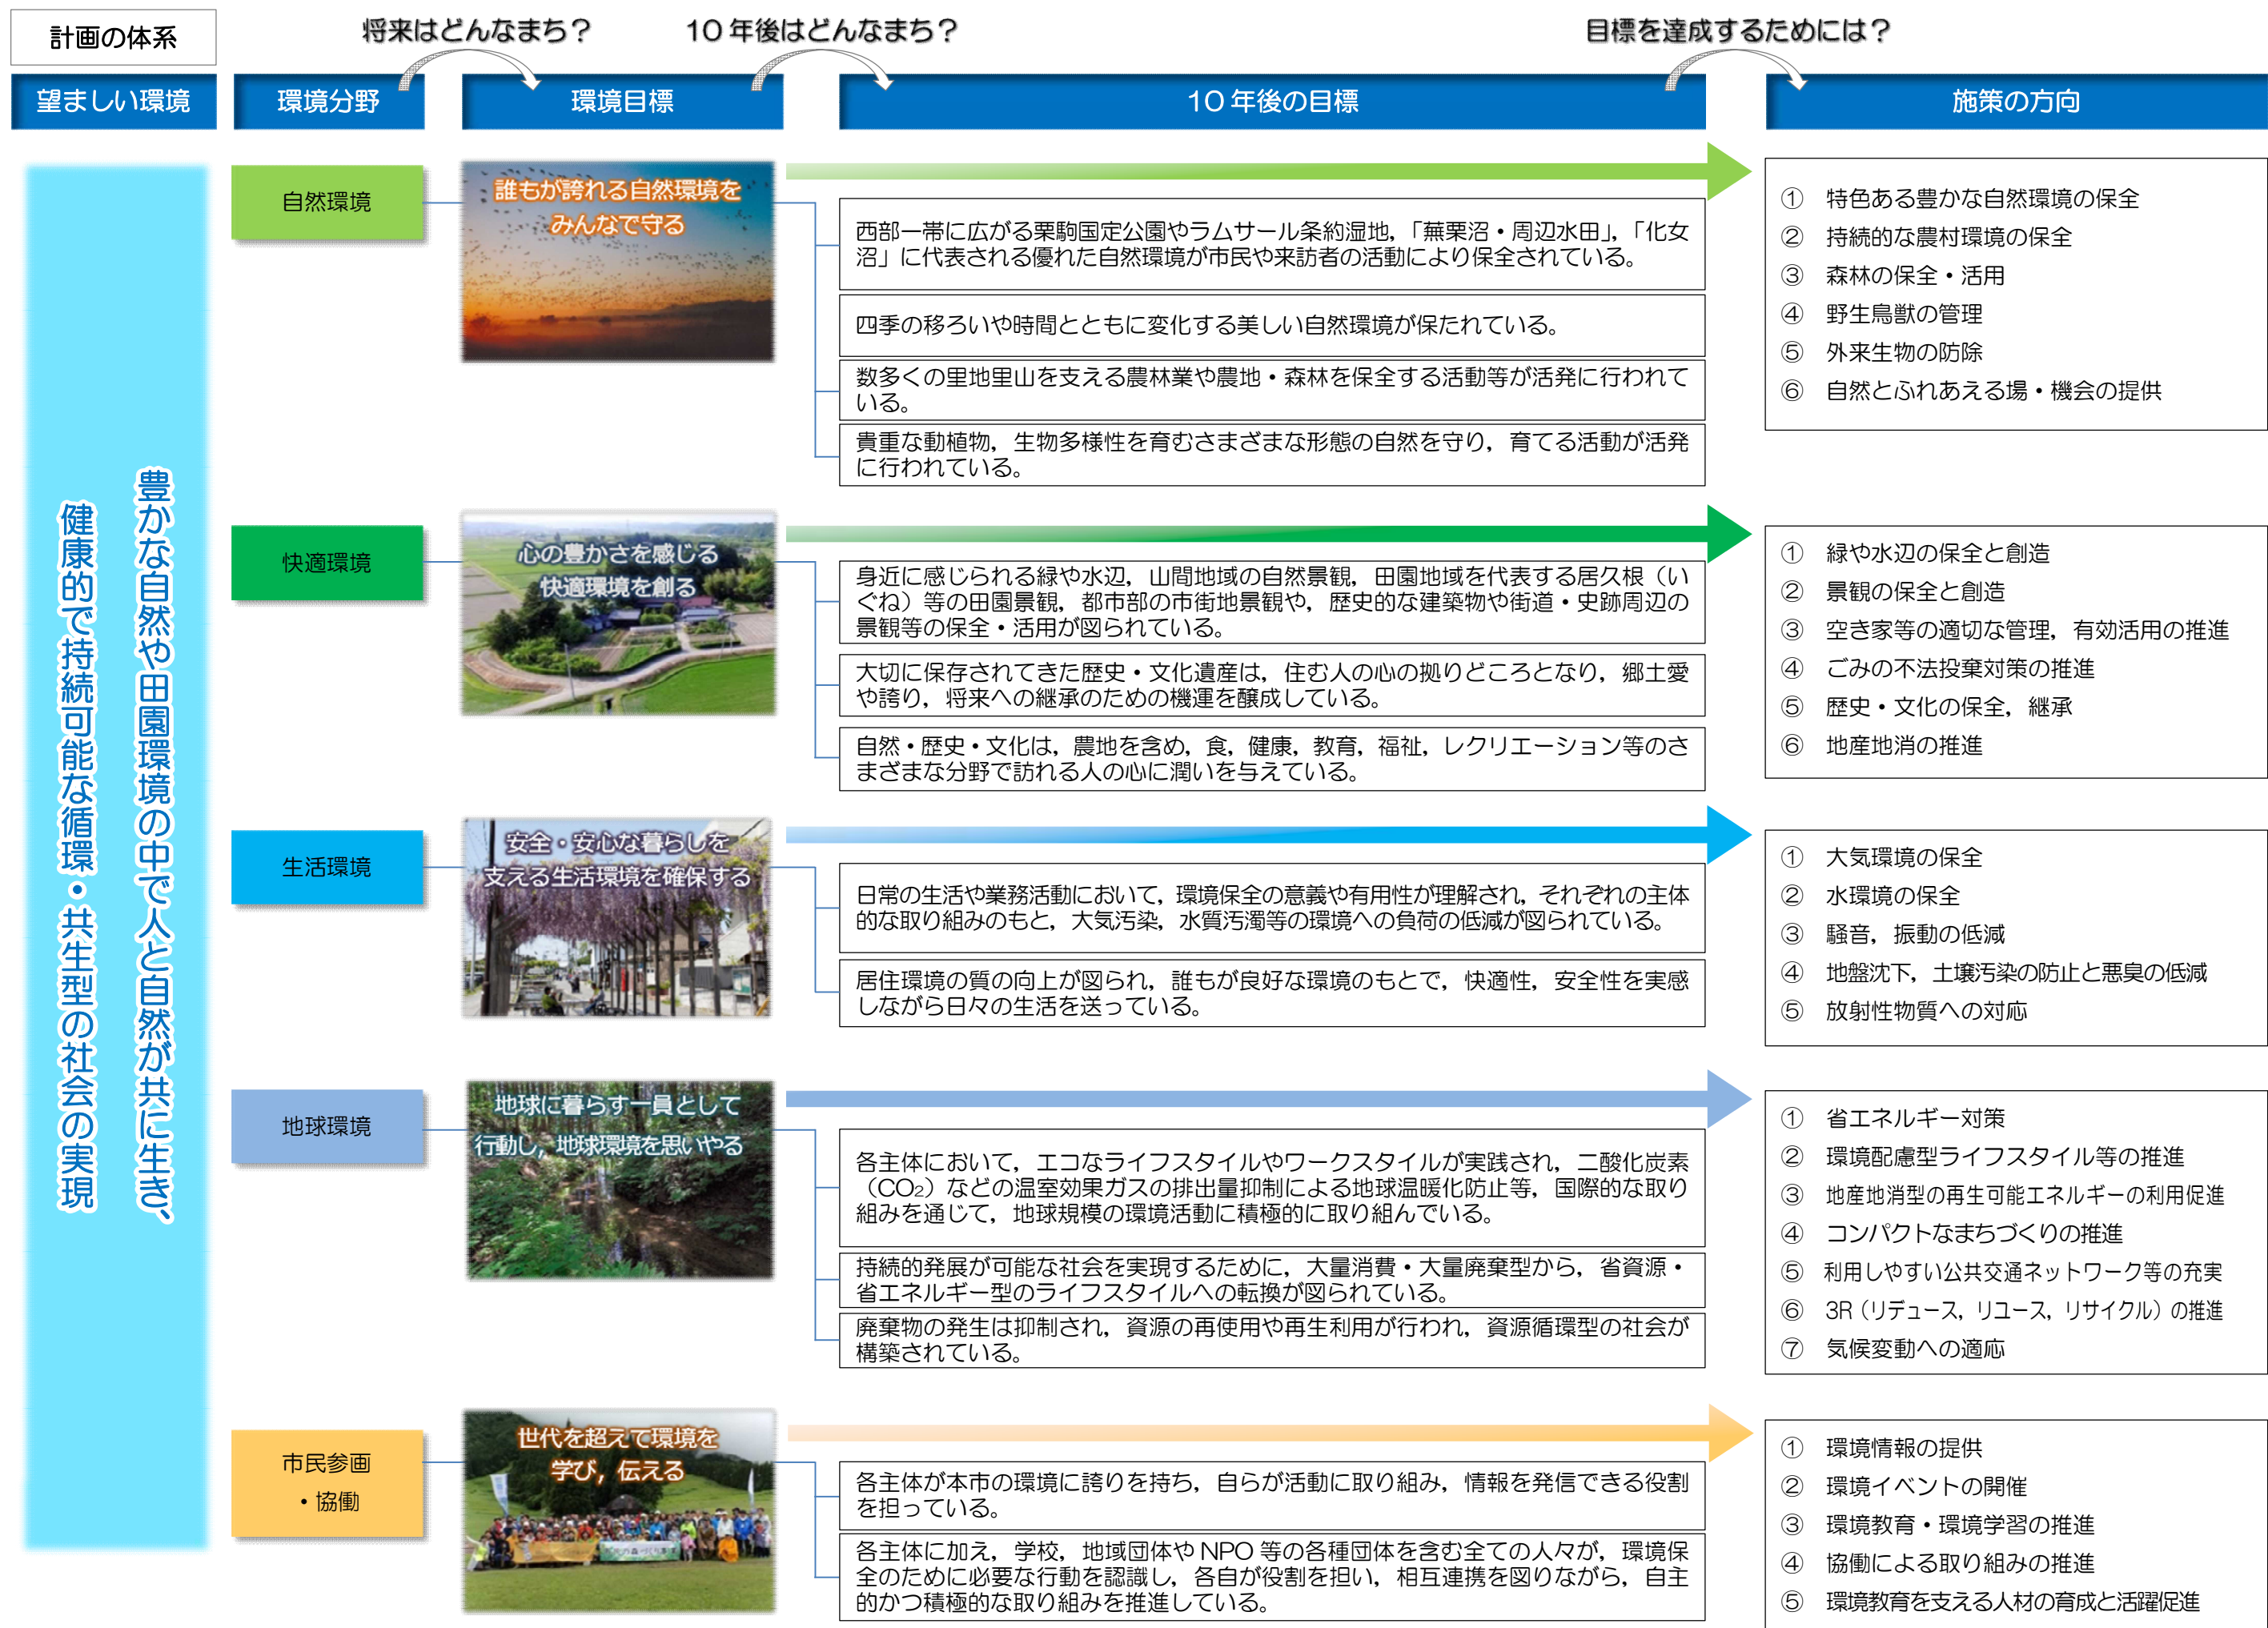 計画の体系
将来はどんなまち？
10年後はどんなまち？
目標を達成するためには？
望ましい環境
環境分野
環境目標
10年後の目標
施策の方向
豊かな自然や田園環境の中で人と自然が共に生き、
健康的で持続可能な循環・共生型の社会の実現
自然環境
誰もが誇れる自然環境を
みんなで守る
西部一帯に広がる栗駒国定公園やラムサール条約湿地，「蕪栗沼・周辺水田」，「化女
沼」に代表される優れた自然環境が市民や来訪者の活動により保全されている。
四季の移ろいや時間とともに変化する美しい自然環境が保たれている。
数多くの里地里山を支える農林業や農地・森林を保全する活動等が活発に行われて
いる。
貴重な動植物，生物多様性を育むさまざまな形態の自然を守り，育てる活動が活発
に行われている。
① 特色ある豊かな自然環境の保全
② 持続的な農村環境の保全
③ 森林の保全・活用
④ 野生鳥獣の管理
⑤ 外来生物の防除
⑥ 自然とふれあえる場・機会の提供
快適環境
心の豊かさを感じる
快適環境を創る
身近に感じられる緑や水辺，山間地域の自然景観，田園地域を代表する居久根（い
ぐね）等の田園景観，都市部の市街地景観や，歴史的な建築物や街道・史跡周辺の
景観等の保全・活用が図られている。
大切に保存されてきた歴史・文化遺産は，住む人の心の拠りどころとなり，郷土愛
や誇り，将来への継承のための機運を醸成している。
自然・歴史・文化は，農地を含め，食，健康，教育，福祉，レクリエーション等のさ
まざまな分野で訪れる人の心に潤いを与えている。
① 緑や水辺の保全と創造
② 景観の保全と創造
③ 空き家等の適切な管理，有効活用の推進
④ ごみの不法投棄対策の推進
⑤ 歴史・文化の保全，継承
⑥ 地産地消の推進
生活環境
安全・安心な暮らしを
支える生活環境を確保する
日常の生活や業務活動において，環境保全の意義や有用性が理解され，それぞれの主体
的な取り組みのもと，大気汚染，水質汚濁等の環境への負荷の低減が図られている。
居住環境の質の向上が図られ，誰もが良好な環境のもとで，快適性，安全性を実感
しながら日々の生活を送っている。
① 大気環境の保全
② 水環境の保全
③ 騒音，振動の低減
④ 地盤沈下，土壌汚染の防止と悪臭の低減
⑤ 放射性物質への対応
地球環境
地球に暮らす一員として
行動し，地球環境を思いやる
各主体において，エコなライフスタイルやワークスタイルが実践され，二酸化炭素
（CO₂）などの温室効果ガスの排出量抑制による地球温暖化防止等，国際的な取り
組みを通じて，地球規模の環境活動に積極的に取り組んでいる。
持続的発展が可能な社会を実現するために，大量消費・大量廃棄型から，省資源・
省エネルギー型のライフスタイルへの転換が図られている。
廃棄物の発生は抑制され，資源の再使用や再生利用が行われ，資源循環型の社会が
構築されている。
① 省エネルギー対策
② 環境配慮型ライフスタイル等の推進
③ 地産地消型の再生可能エネルギーの利用促進
④ コンパクトなまちづくりの推進
⑤ 利用しやすい公共交通ネットワーク等の充実
⑥ 3R（リデュース，リユース，リサイクル）の推進
⑦ 気候変動への適応
市民参画
・協働
世代を超えて環境を
学び，伝える
各主体が本市の環境に誇りを持ち，自らが活動に取り組み，情報を発信できる役割
を担っている。
各主体に加え，学校，地域団体や NPO 等の各種団体を含む全ての人々が，環境保
全のために必要な行動を認識し，各自が役割を担い，相互連携を図りながら，自主
的かつ積極的な取り組みを推進している。
① 環境情報の提供
② 環境イベントの開催
③ 環境教育・環境学習の推進
④ 協働による取り組みの推進
⑤ 環境教育を支える人材の育成と活躍促進